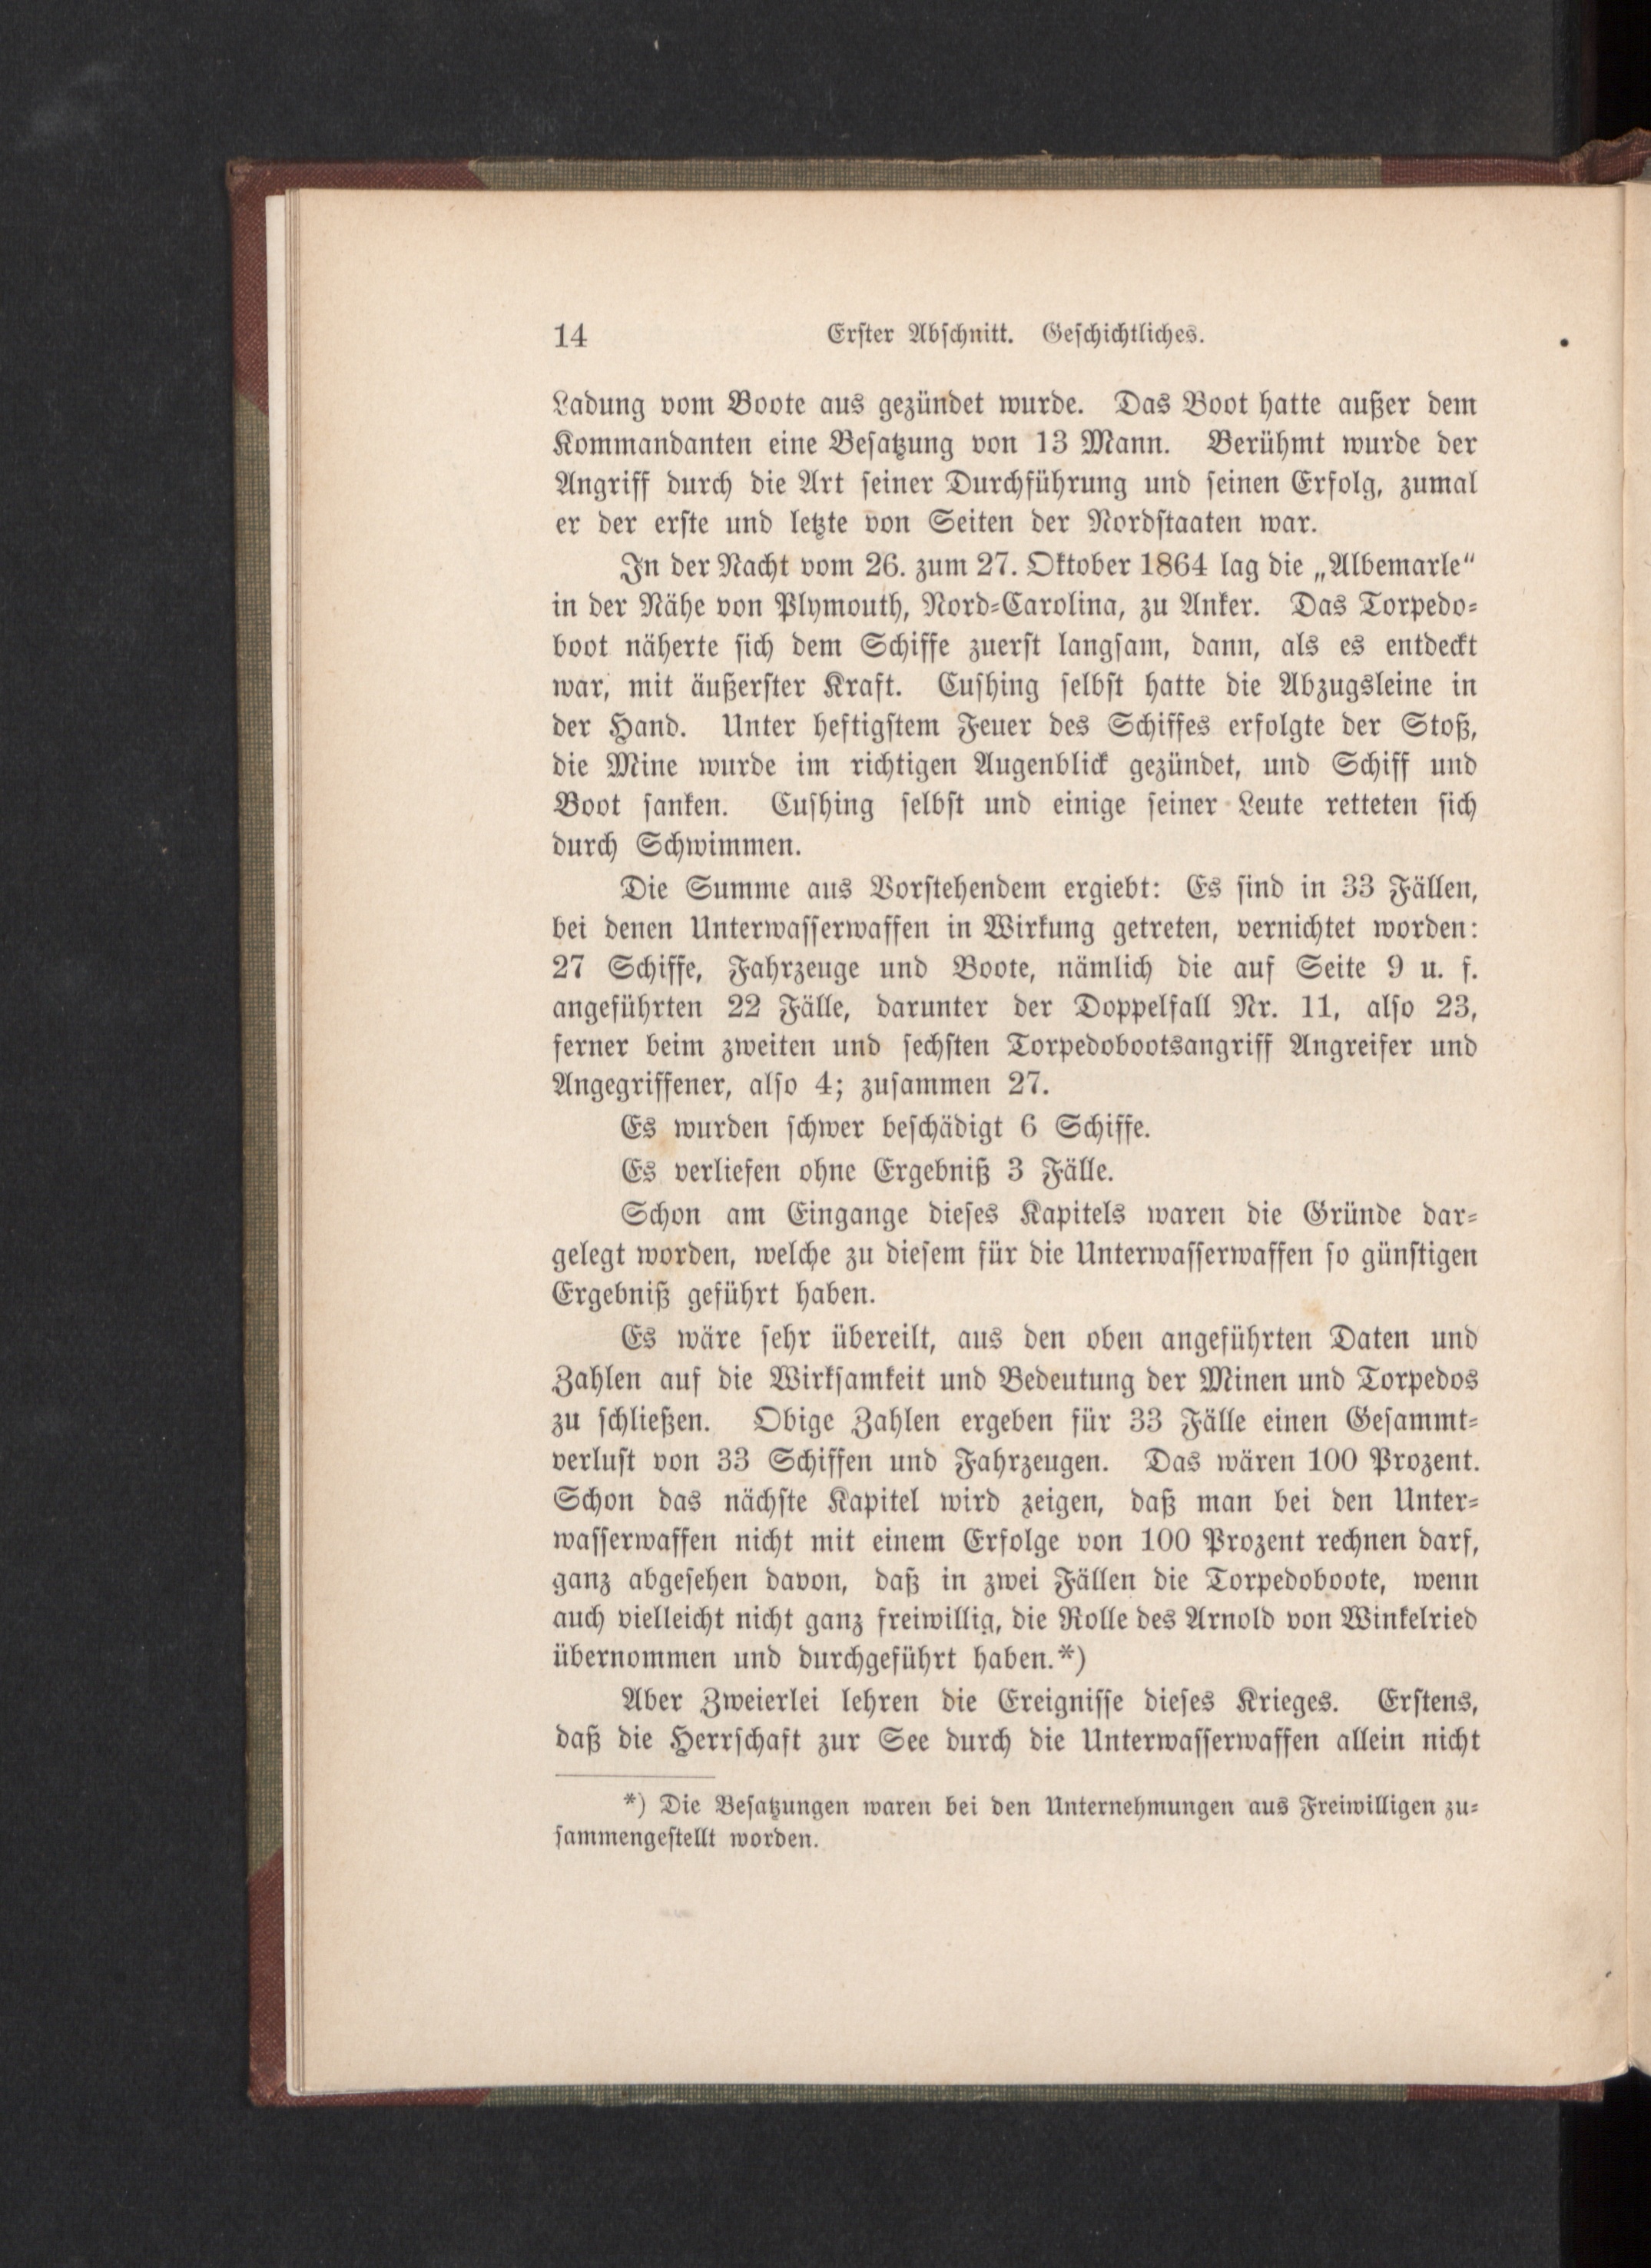 14 Erster Abschnitt. Geschichtliches.
Ladung vom Boote aus gezündet wurde. Das Boot hatte außer dem
Kommandanten eine Besatzung von 13 Mann. Berühmt wurde der
Angriff durch die Art seiner Durchführung und seinen Erfolg, zumal
er der erste und letzte von Seiten der Nordstaaten war.
In der Nacht vom 26. zum 27. Oktober 1864 lag die „Albemarle“
in der Nähe von Plymouth, Nord-Carolina, zu Anker. Das Torpedo-
boot näherte sich dem Schiffe zuerst langsam, dann, als es entdeckt
war, mit äußerster Kraft. Cushing selbst hatte die Abzugsleine in
der Hand. Unter heftigstem Feuer des Schiffes erfolgte der Stoß,
die Mine wurde im richtigen Augenblick gezündet, und Schiff und
Boot sanken. Cushing selbst und einige seiner Leute retteten sich
durch Schwimmen.
Die Summe aus Vorstehendem ergiebt: Es sind in 33 Fällen,
bei denen Unterwasserwaffen in Wirkung getreten, vernichtet worden:
27 Schiffe, Fahrzeuge und Boote, nämlich die auf Seite 9 u. f.
angeführten 22 Fälle, darunter der Doppelfall Nr. 11, also 23,
ferner beim zweiten und sechsten Torpedobootsangriff Angreifer und
Angegriffener, also 4; zusammen 27.
Es wurden schwer beschädigt 6 Schiffe.
Es verliefen ohne Ergebniß 3 Fälle.
Schon am Eingange dieses Kapitels waren die Gründe dar-
gelegt worden, welche zu diesem für die Unterwasserwaffen so günstigen
Ergebniß geführt haben.
Es wäre sehr übereilt, aus den oben angeführten Daten und
Zahlen auf die Wirksamkeit und Bedeutung der Minen und Torpedos
zu schließen. Obige Zahlen ergeben für 33 Fälle einen Gesammt-
verlust von 33 Schiffen und Fahrzeugen. Das wären 100 Prozent.
Schon das nächste Kapitel wird zeigen, daß man bei den Unter-
wasserwaffen nicht mit einem Erfolge von 100 Prozent rechnen darf,
ganz abgesehen davon, daß in zwei Fällen die Torpedoboote, wenn
auch vielleicht nicht ganz freiwillig, die Rolle des Arnold von Winkelried
übernommen und durchgeführt haben.*)
Aber Zweierlei lehren die Ereignisse dieses Krieges. Erstens,
daß die Herrschaft zur See durch die Unterwasserwaffen allein nicht
*) Die Besatzungen waren bei den Unternehmungen aus Freiwilligen zu-
sammengestellt worden.